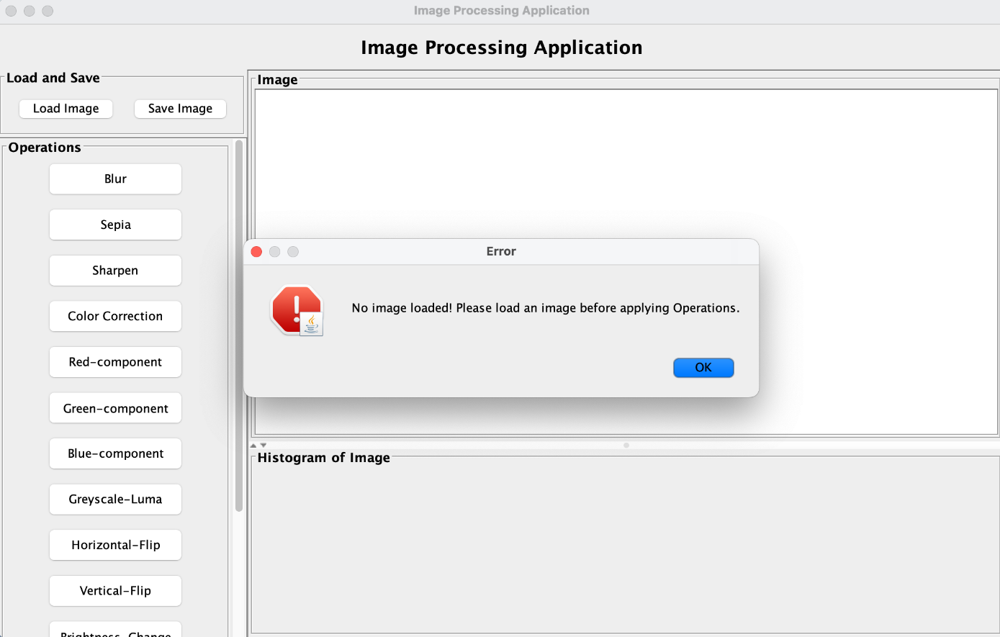 Image Processing Application
Image Processing Application
Load and Save
Load Image
Save Image
Operations
Blur
Sepia
Sharpen
Color Correction
Red-component
Green-component
Blue-component
Greyscale-Luma
Horizontal-Flip
Vertical-Flip
Brightness-Change
Image
Error
No image loaded! Please load an image before applying Operations.
OK
Histogram of Image